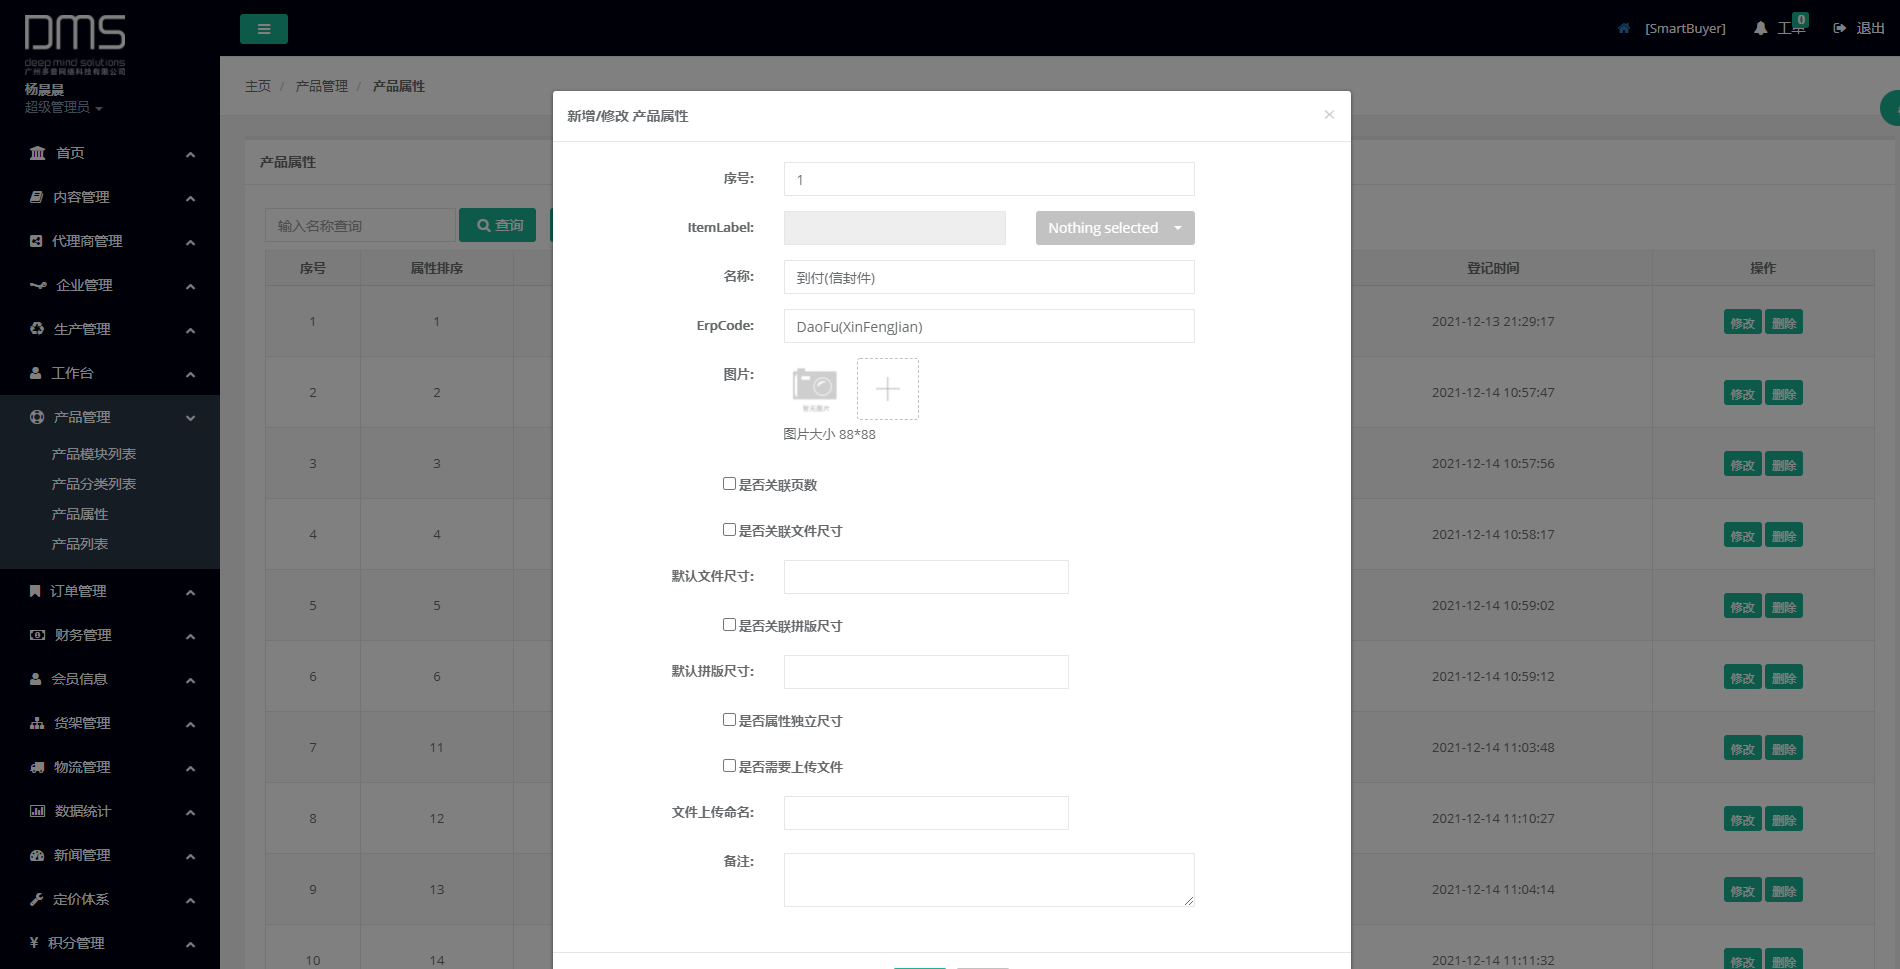 DMS
deep mind solutions
广州多普网络科技有限公司
杨晨晨
超级管理员
首页
内容管理
代理商管理
企业管理
生产管理
工作台
产品管理
产品模块列表
产品分类列表
产品属性
产品列表
订单管理
财务管理
会员信息
货架管理
物流管理
数据统计
新闻管理
定价体系
¥ 积分管理
[SmartBuyer] 工单 0 退出
主页 / 产品管理 / 产品属性
产品属性
输入名称查询 查询
序号 属性排序 登记时间 操作
1 1 2021-12-13 21:29:17 修改 删除
2 2 2021-12-14 10:57:47 修改 删除
3 3 2021-12-14 10:57:56 修改 删除
4 4 2021-12-14 10:58:17 修改 删除
5 5 2021-12-14 10:59:02 修改 删除
6 6 2021-12-14 10:59:12 修改 删除
7 11 2021-12-14 11:03:48 修改 删除
8 12 2021-12-14 11:10:27 修改 删除
9 13 2021-12-14 11:04:14 修改 删除
10 14 2021-12-14 11:11:32 修改 删除
新增/修改 产品属性 ×
序号: 1
ItemLabel: Nothing selected
名称: 到付(信封件)
ErpCode: DaoFu(XinFengJian)
图片:
暂无图片
图片大小 88*88
是否关联页数
是否关联文件尺寸
默认文件尺寸:
是否关联拼版尺寸
默认拼版尺寸:
是否属性独立尺寸
是否需要上传文件
文件上传命名:
备注: